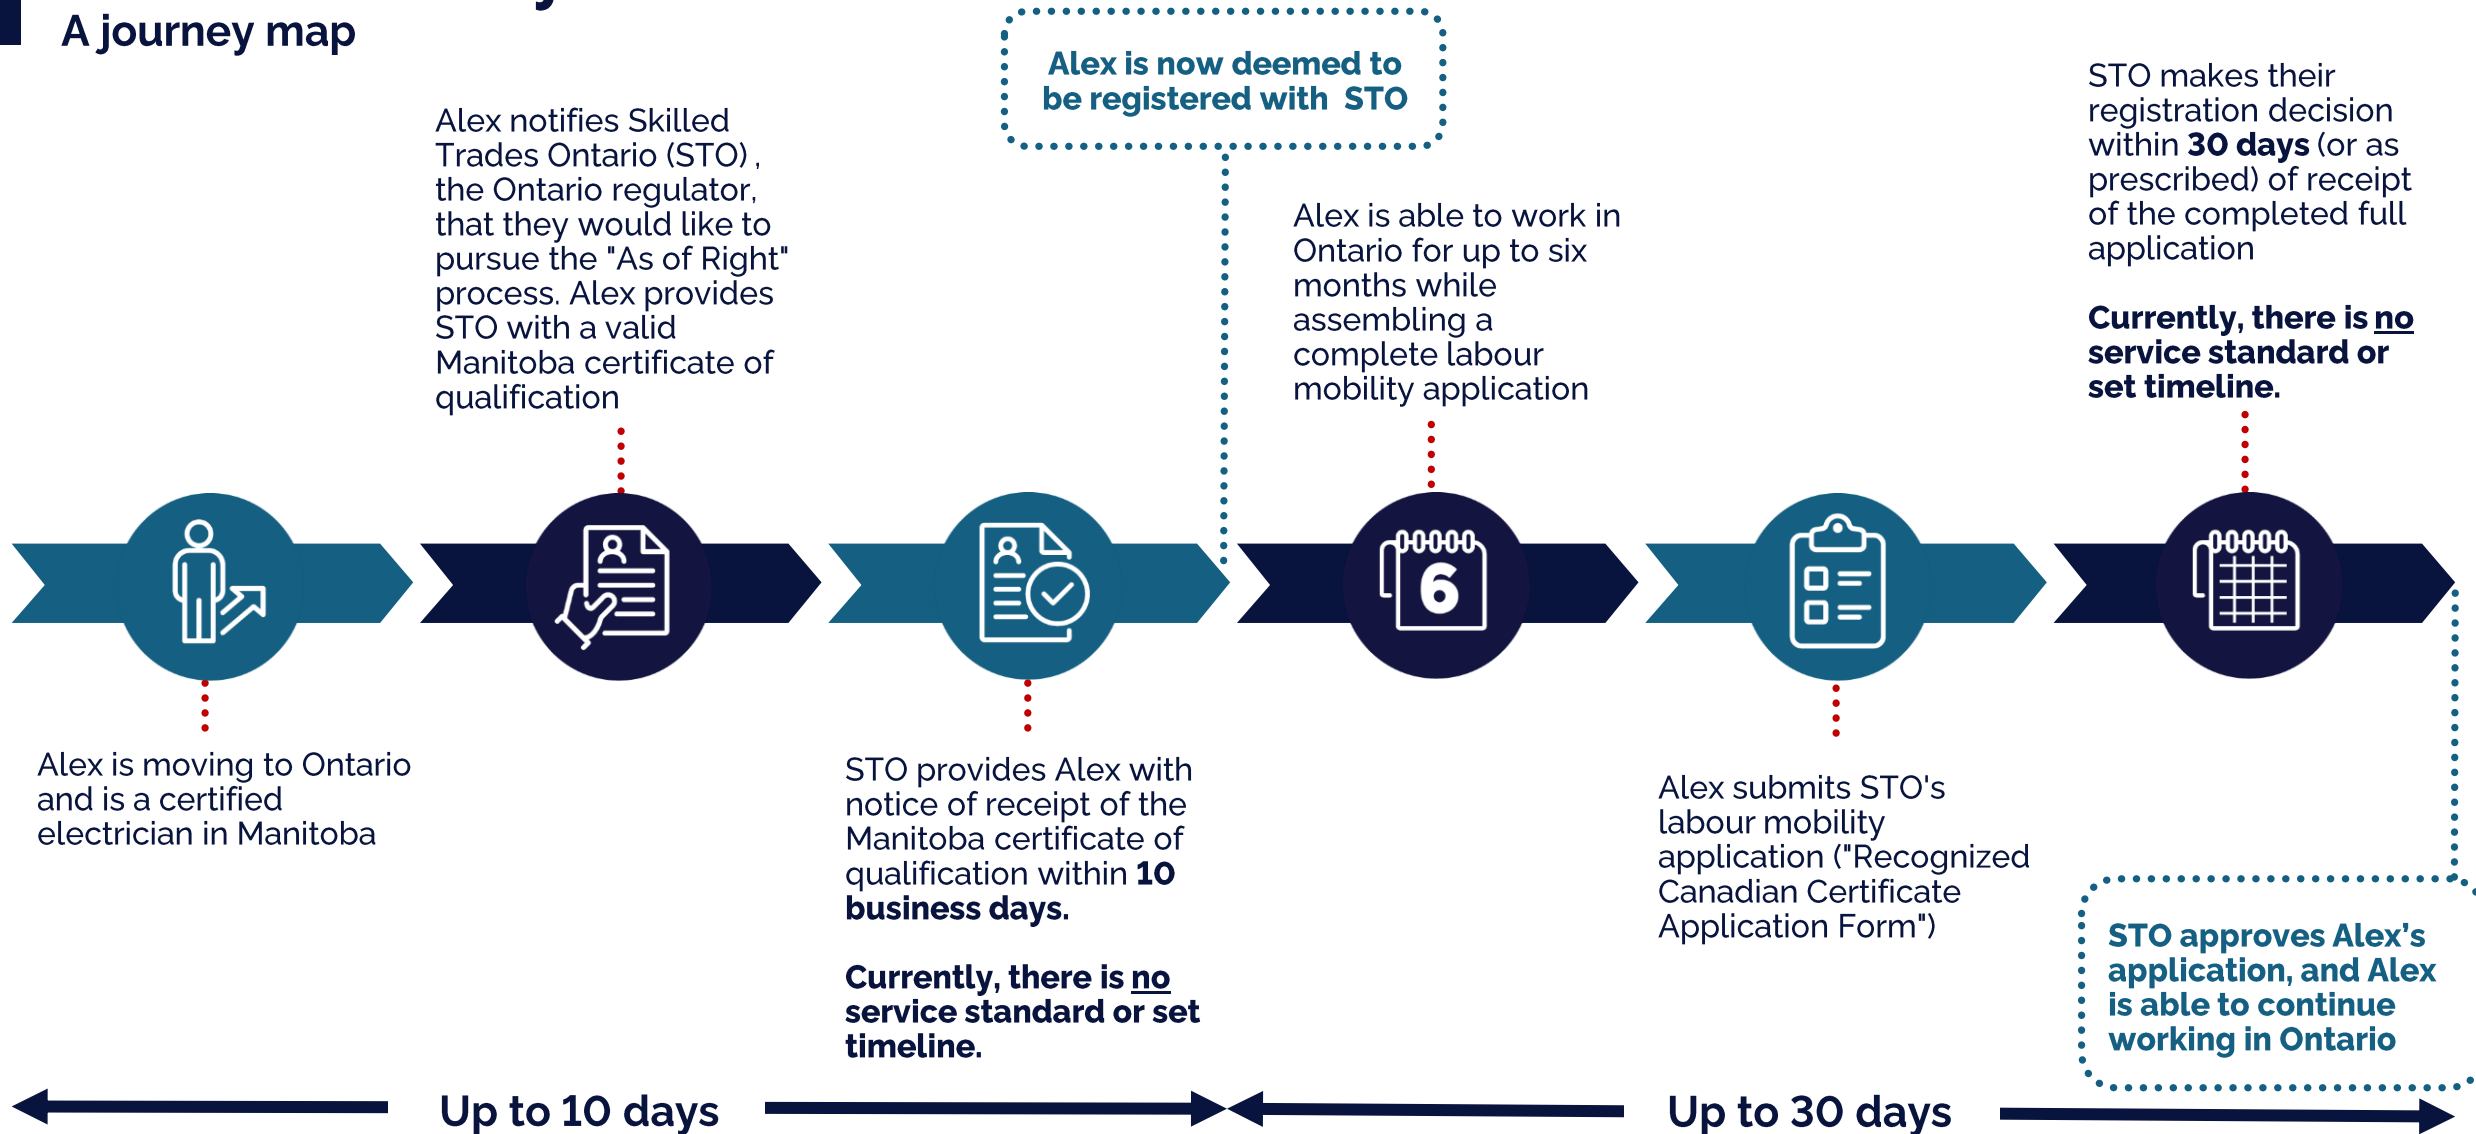 A journey map
Alex is now deemed to
be registered with STO
Alex notifies Skilled
Trades Ontario (STO) ,
the Ontario regulator,
that they would like to
pursue the "As of Right"
process. Alex provides
STO with a valid
Manitoba certificate of
qualification
Alex is able to work in
Ontario for up to six
months while
assembling a
complete labour
mobility application
STO makes their
registration decision
within 30 days (or as
prescribed) of receipt
of the completed full
application
Currently, there is no
service standard or
set timeline.
6
Alex is moving to Ontario
and is a certified
electrician in Manitoba
STO provides Alex with
notice of receipt of the
Manitoba certificate of
qualification within 10
business days.
Currently, there is no
service standard or set
timeline.
Alex submits STO's
labour mobility
application ("Recognized
Canadian Certificate
Application Form")
STO approves Alex’s
application, and Alex
is able to continue
working in Ontario
Up to 10 days
Up to 30 days